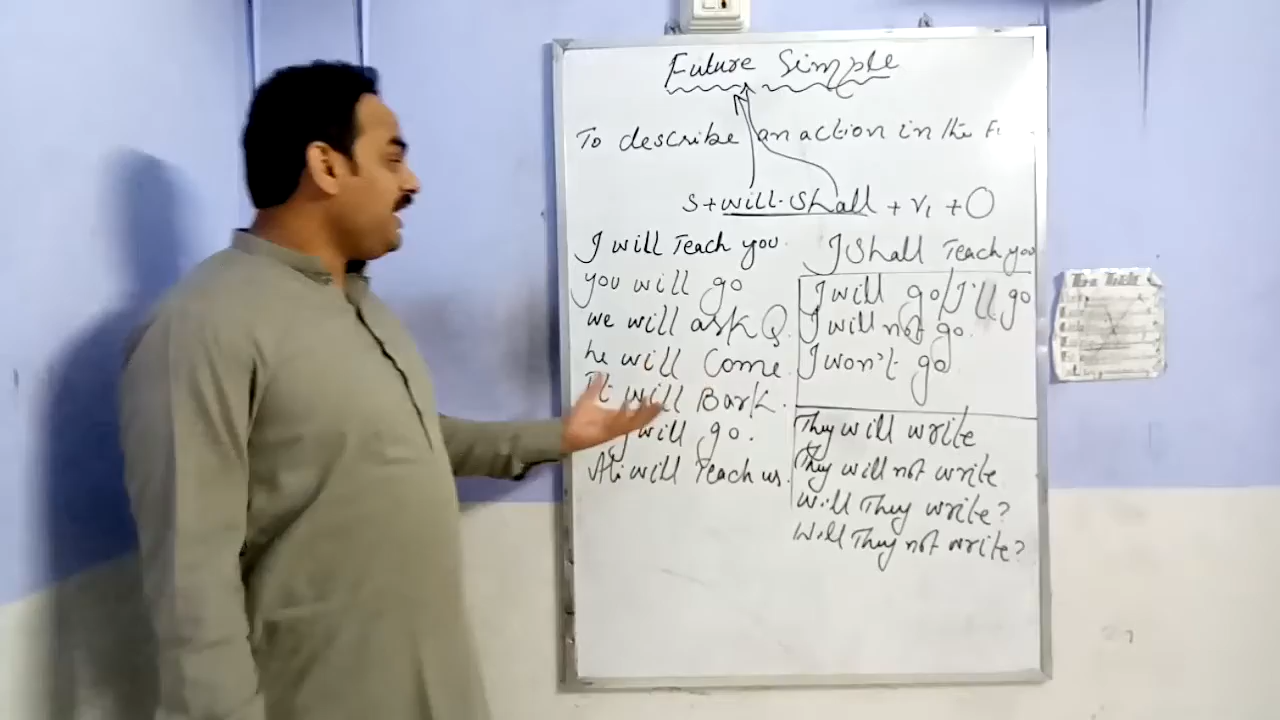 Future Simple
To describe an action in the
S + will. Shall + V₁ + O
I will Teach you.
you will go
we will ask Q.
he will Come.
It will Bark.
will go.
Ali will Teach us.
I Shall Teach you
I will go/I'll go
I will not go.
I won't go
They will write
They will not write
Will They write?
Will They not write?